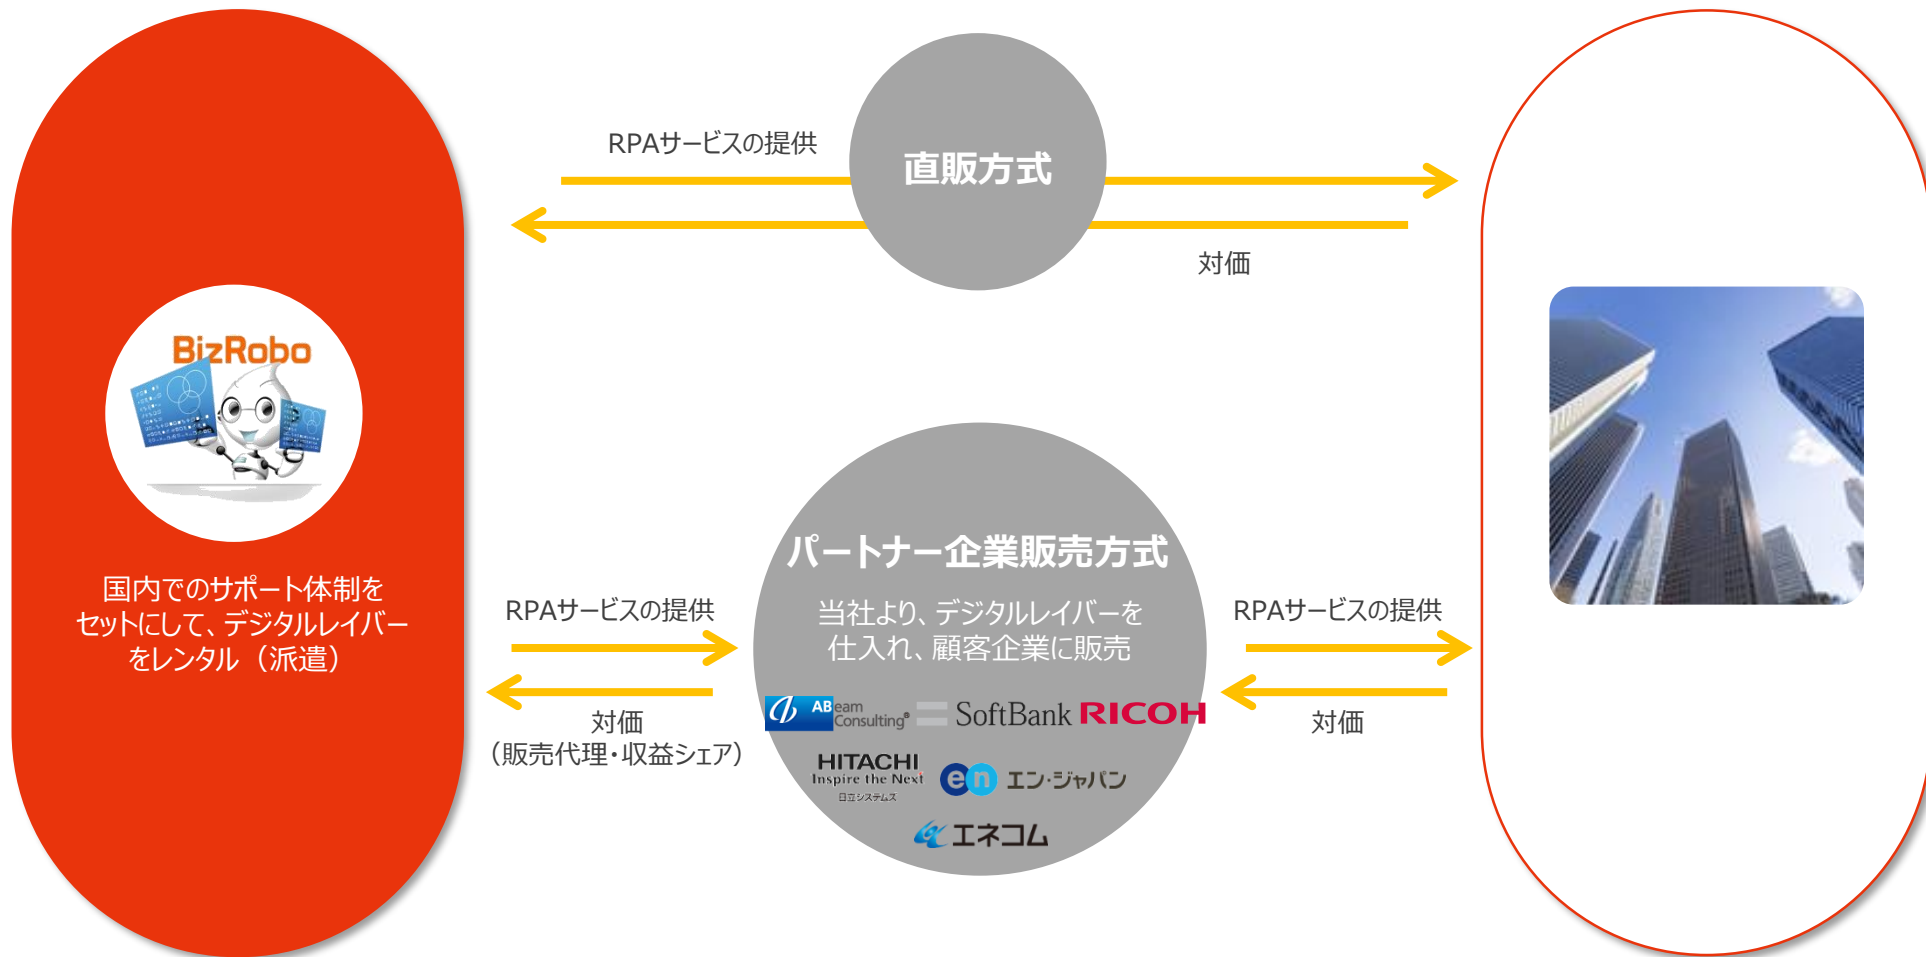 RPAサービスの提供
直販方式
対価
BizRobo
国内でのサポート体制を
セットにして、デジタルレイバー
をレンタル（派遣）
パートナー企業販売方式
当社より、デジタルレイバーを
仕入れ、顧客企業に販売
RPAサービスの提供
対価
（販売代理・収益シェア）
RPAサービスの提供
対価
ABeam
Consulting®
SoftBank
RICOH
HITACHI
Inspire the Next
日立システムズ
en エン・ジャパン
エネコム